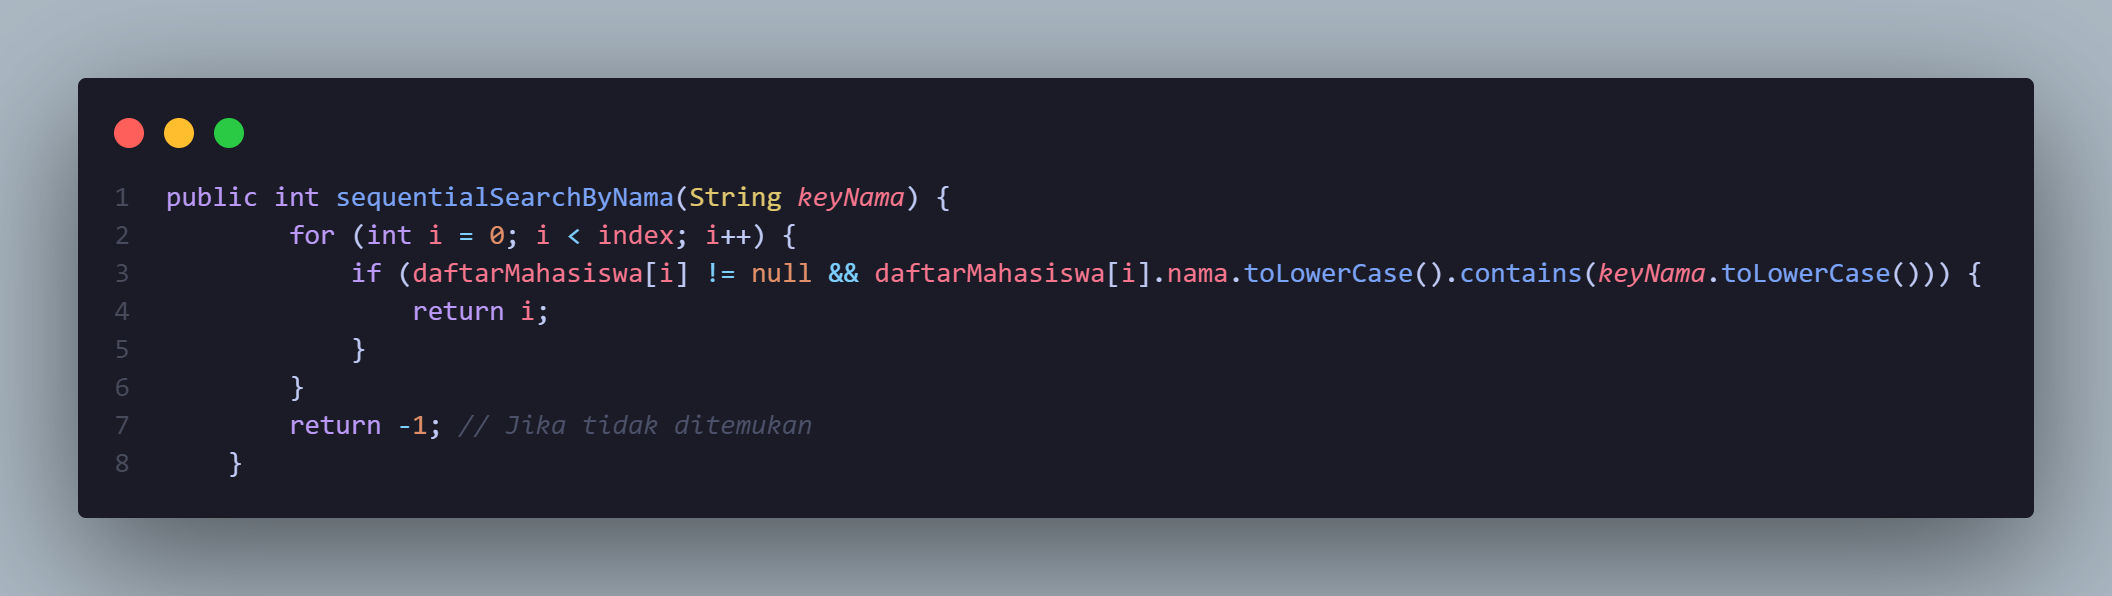 1 public int sequentialSearchByNama(String keyNama) {
2 for (int i = 0; i < index; i++) {
3 if (daftarMahasiswa[i] != null && daftarMahasiswa[i].nama.toLowerCase().contains(keyNama.toLowerCase())) {
4 return i;
5 }
6 }
7 return -1; // Jika tidak ditemukan
8 }